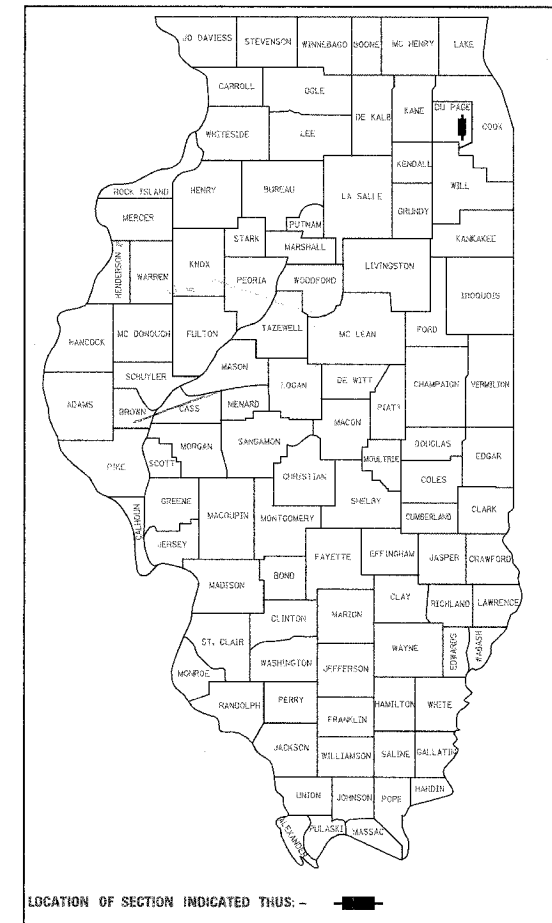 JO DAVIESS STEVENSON WINNEBAGO BOONE MC HENRY LAKE
CARROLL OGLE
DE KALB KANE DU PAGE COOK
WHITESIDE LEE
KENDALL WILL
ROCK ISLAND HENRY BUREAU LA SALLE GRUNDY
MERCER PUTNAM
STARK MARSHALL KANKAKEE
HENDERSON WARREN KNOX PEORIA WOODFORD LIVINGSTON IROQUOIS
HANCOCK MC DONOUGH FULTON TAZEWELL MC LEAN FORD
SCHUYLER MASON LOGAN DE WITT CHAMPAIGN VERMILION
ADAMS BROWN CASS MENARD MACON PIATT
PIKE SCOTT MORGAN SANGAMON CHRISTIAN MOULTRIE DOUGLAS EDGAR
COLES
CALHOUN GREENE MACOUPIN MONTGOMERY SHELBY CUMBERLAND CLARK
JERSEY
FAYETTE EFFINGHAM JASPER CRAWFORD
MADISON BOND
CLAY RICHLAND LAWRENCE
CLINTON MARION
ST. CLAIR WAYNE EDWARDS WABASH
WASHINGTON JEFFERSON
MONROE
RANDOLPH PERRY HAMILTON WHITE
FRANKLIN
JACKSON WILLIAMSON SALINE GALLATIN
UNION JOHNSON POPE HARDIN
ALEXANDER PULASKI MASSAC
LOCATION OF SECTION INDICATED THUS: -